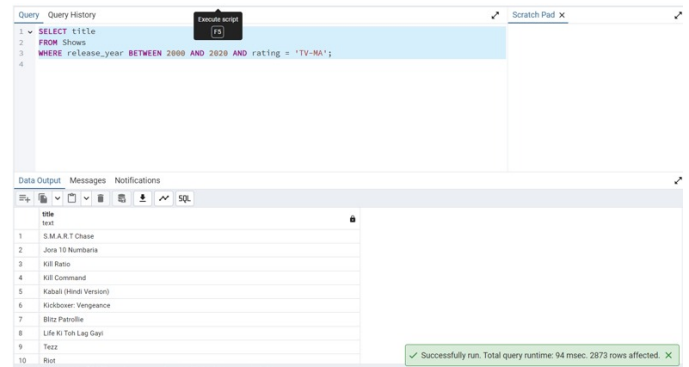 Query Query History
Execute script
F5
Scratch Pad ×
1 SELECT title
2 FROM Shows
3 WHERE release_year BETWEEN 2000 AND 2020 AND rating = 'TV-MA';
4
Data Output Messages Notifications
SQL
title
text
1 S.M.A.R.T Chase
2 Jora 10 Numbaria
3 Kill Ratio
4 Kill Command
5 Kabali (Hindi Version)
6 Kickboxer: Vengeance
7 Blitz Patrollie
8 Life Ki Toh Lag Gayi
9 Tezz
10 Riot
Successfully run. Total query runtime: 94 msec. 2873 rows affected. ×